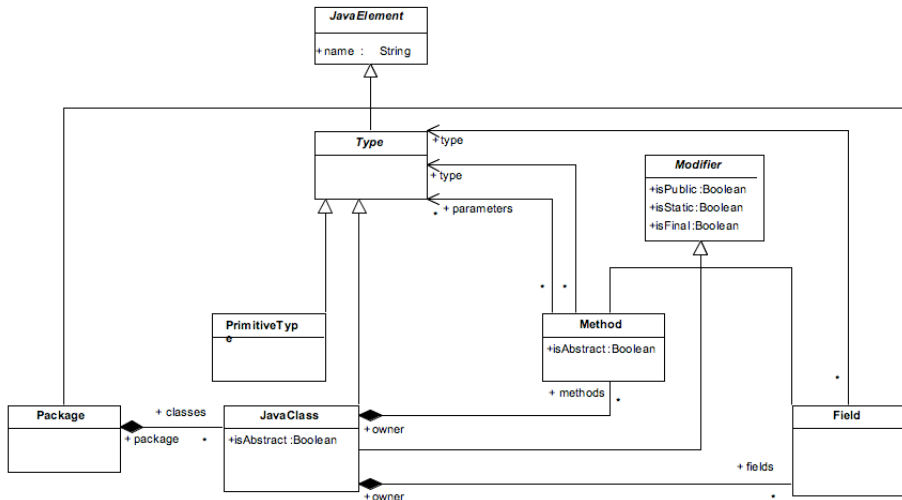 JavaElement
+ name : String
Type
+ type
+ type
* + parameters
Modifier
+isPublic :Boolean
+isStatic :Boolean
+isFinal :Boolean
* *
PrimitiveTyp
e
Method
+isAbstract :Boolean
*
+ methods *
Package
+ classes
+ package *
JavaClass
+isAbstract :Boolean
+ owner
Field
+ fields
+ owner *